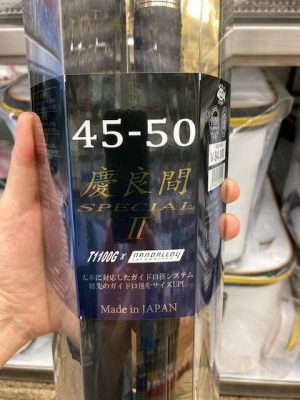 45-50
慶良間
SPECIAL
II
T1100G × NANOALLOY
太糸に対応したガイド口径システム
穂先のガイド口径をサイズUP!
Made in JAPAN